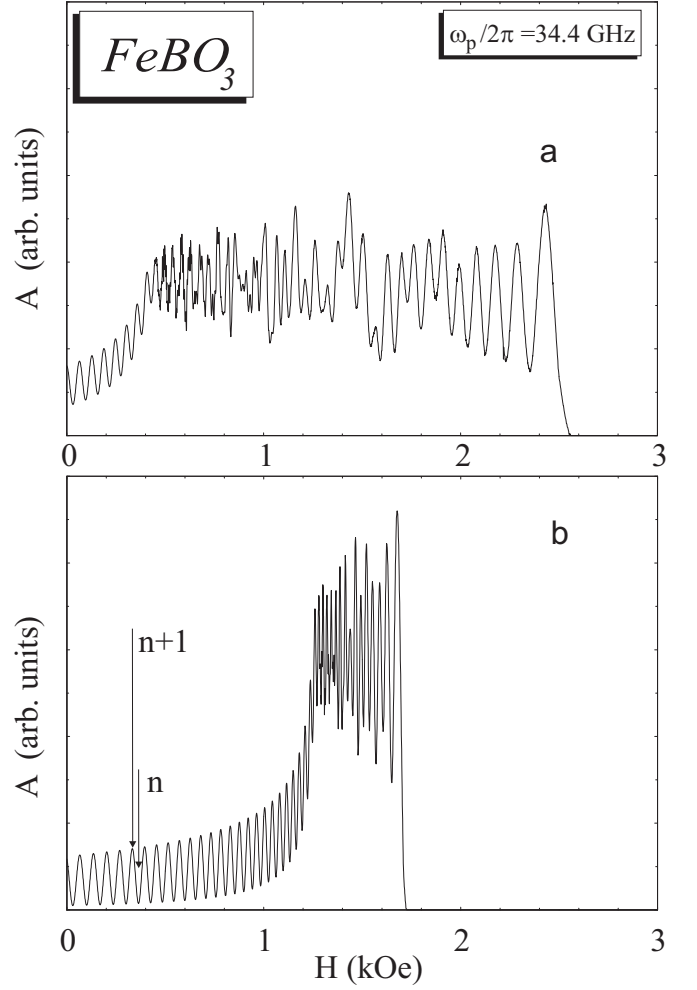 FeBO₃
ωₚ/2π =34.4 GHz
a
A (arb. units)
0 1 2 3
b
n+1
n
A (arb. units)
0 1 2 3
H (kOe)